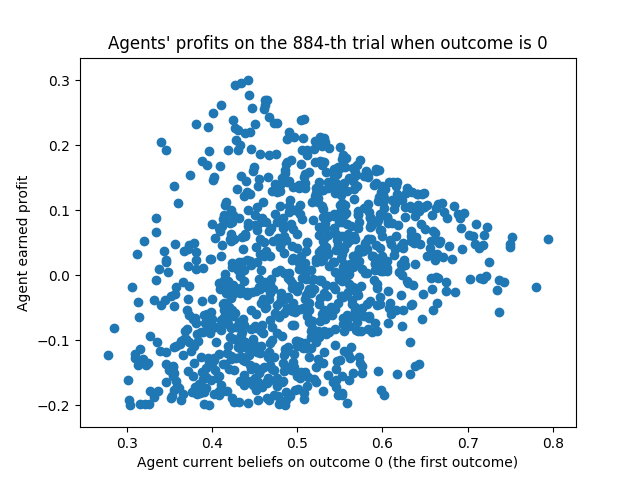 Agents' profits on the 884-th trial when outcome is 0
Agent earned profit
0.3
0.2
0.1
0.0
−0.1
−0.2
0.3 0.4 0.5 0.6 0.7 0.8
Agent current beliefs on outcome 0 (the first outcome)